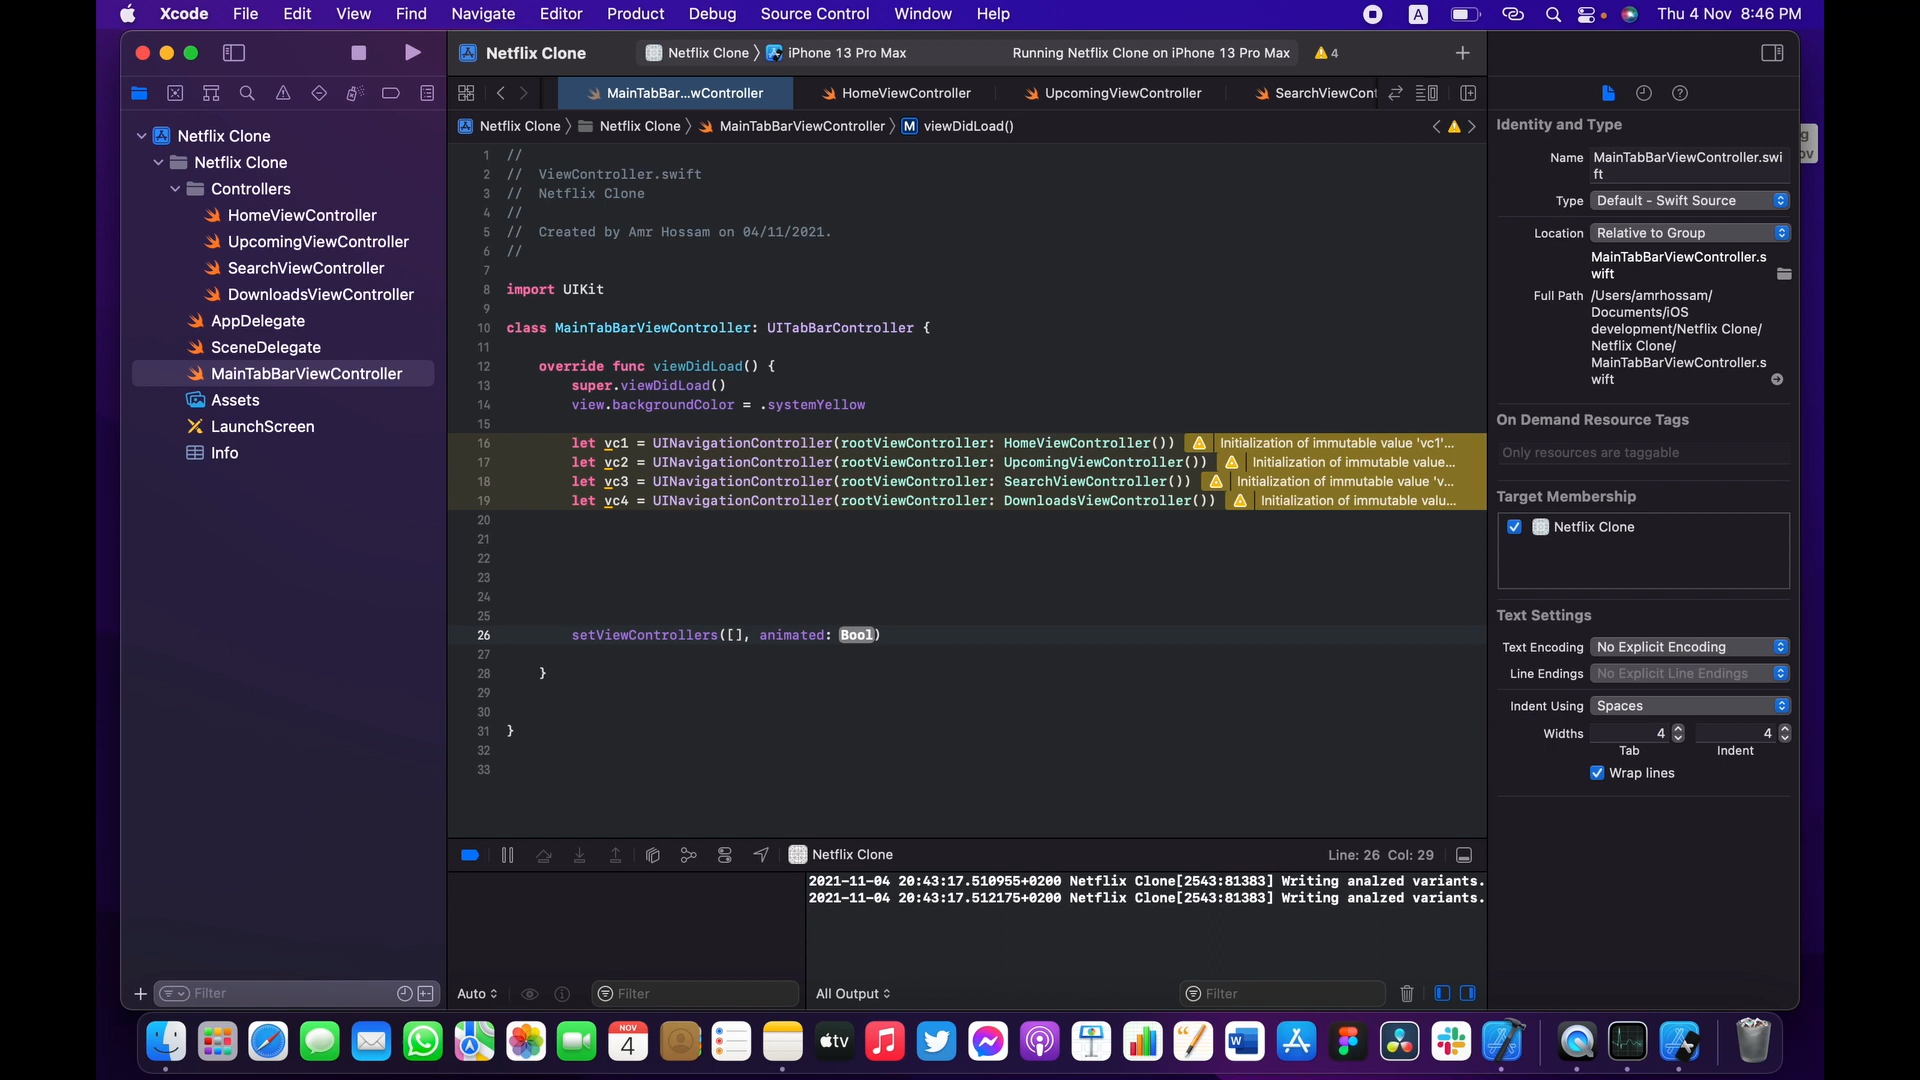 Xcode File Edit View Find Navigate Editor Product Debug Source Control Window Help
A
Thu 4 Nov 8:46 PM
Netflix Clone
Netflix Clone iPhone 13 Pro Max
Running Netflix Clone on iPhone 13 Pro Max
4
MainTabBar...wController
HomeViewController
UpcomingViewController
SearchViewCont
Netflix Clone Netflix Clone MainTabBarViewController M viewDidLoad()
Netflix Clone
Netflix Clone
Controllers
HomeViewController
UpcomingViewController
SearchViewController
DownloadsViewController
AppDelegate
SceneDelegate
MainTabBarViewController
Assets
LaunchScreen
Info
Filter
1 //
2 // ViewController.swift
3 // Netflix Clone
4 //
5 // Created by Amr Hossam on 04/11/2021.
6 //
7
8 import UIKit
9
10 class MainTabBarViewController: UITabBarController {
11
12 override func viewDidLoad() {
13 super.viewDidLoad()
14 view.backgroundColor = .systemYellow
15
16 let vc1 = UINavigationController(rootViewController: HomeViewController()) Initialization of immutable value 'vc1'...
17 let vc2 = UINavigationController(rootViewController: UpcomingViewController()) Initialization of immutable value...
18 let vc3 = UINavigationController(rootViewController: SearchViewController()) Initialization of immutable value 'v...
19 let vc4 = UINavigationController(rootViewController: DownloadsViewController()) Initialization of immutable valu...
20
21
22
23
24
25
26 setViewControllers([], animated: Bool)
27
28 }
29
30
31 }
32
33
Netflix Clone
Line: 26 Col: 29
2021-11-04 20:43:17.510955+0200 Netflix Clone[2543:81383] Writing analzed variants.
2021-11-04 20:43:17.512175+0200 Netflix Clone[2543:81383] Writing analzed variants.
Auto
Filter
All Output
Filter
Identity and Type
Name MainTabBarViewController.swi
ft
Type Default - Swift Source
Location Relative to Group
MainTabBarViewController.s
wift
Full Path /Users/amrhossam/
Documents/iOS
development/Netflix Clone/
Netflix Clone/
MainTabBarViewController.s
wift
On Demand Resource Tags
Only resources are taggable
Target Membership
Netflix Clone
Text Settings
Text Encoding No Explicit Encoding
Line Endings No Explicit Line Endings
Indent Using Spaces
Widths 4 4
Tab Indent
Wrap lines
g
ov
NOV
4
tv
W